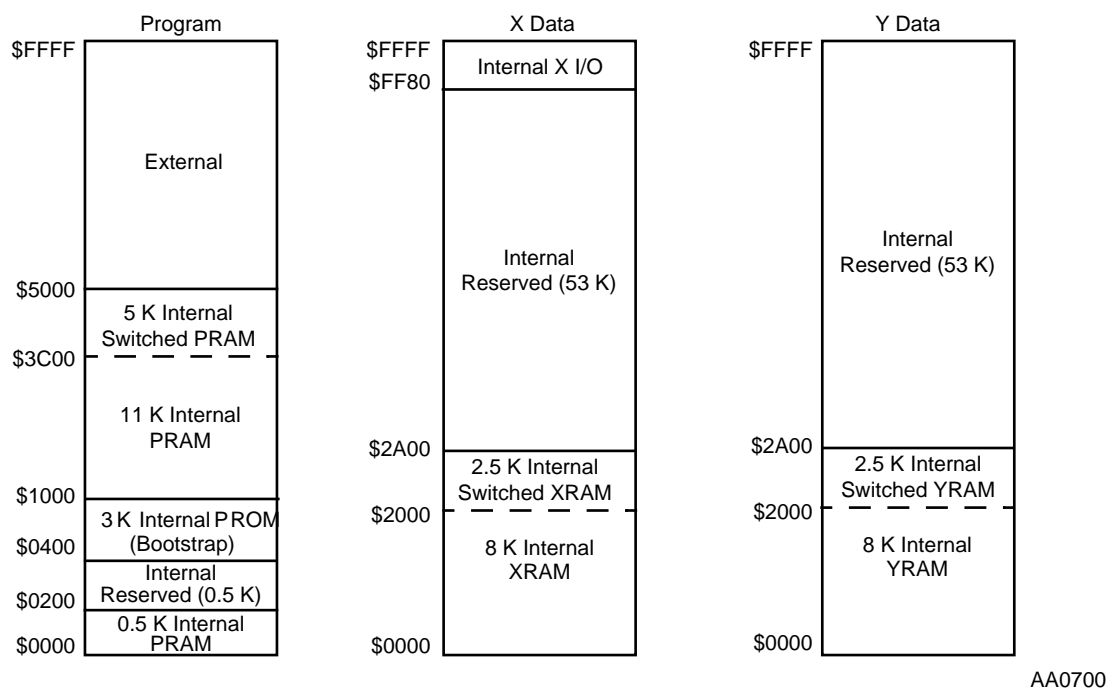 Program
$FFFF
External
$5000
5 K Internal
Switched PRAM
$3C00
11 K Internal
PRAM
$1000
3 K Internal PROM
(Bootstrap)
$0400
Internal
Reserved (0.5 K)
$0200
0.5 K Internal
PRAM
$0000
X Data
$FFFF
Internal X I/O
$FF80
Internal
Reserved (53 K)
$2A00
2.5 K Internal
Switched XRAM
$2000
8 K Internal
XRAM
$0000
Y Data
$FFFF
Internal
Reserved (53 K)
$2A00
2.5 K Internal
Switched YRAM
$2000
8 K Internal
YRAM
$0000
AA0700